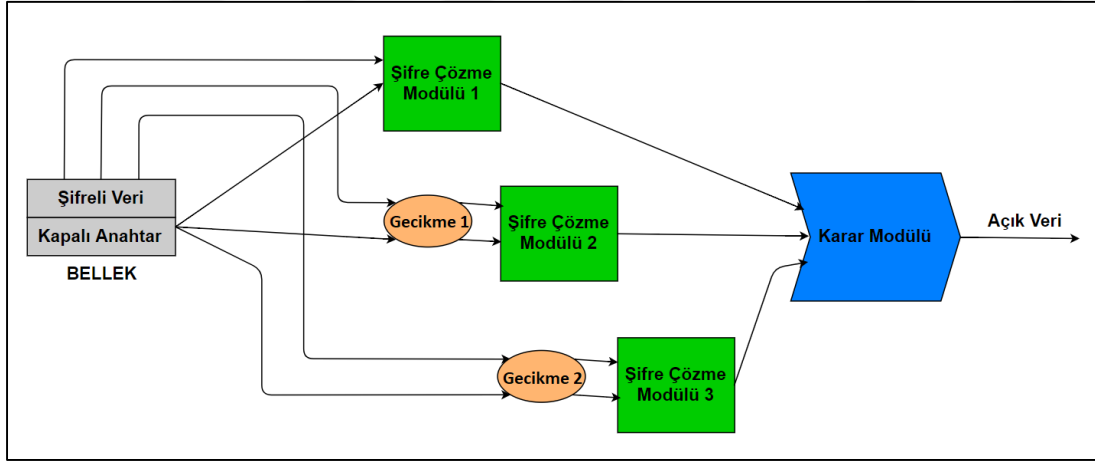 Şifre Çözme
Modülü 1
Şifreli Veri
Kapalı Anahtar
BELLEK
Gecikme 1
Şifre Çözme
Modülü 2
Karar Modülü
Açık Veri
Gecikme 2
Şifre Çözme
Modülü 3